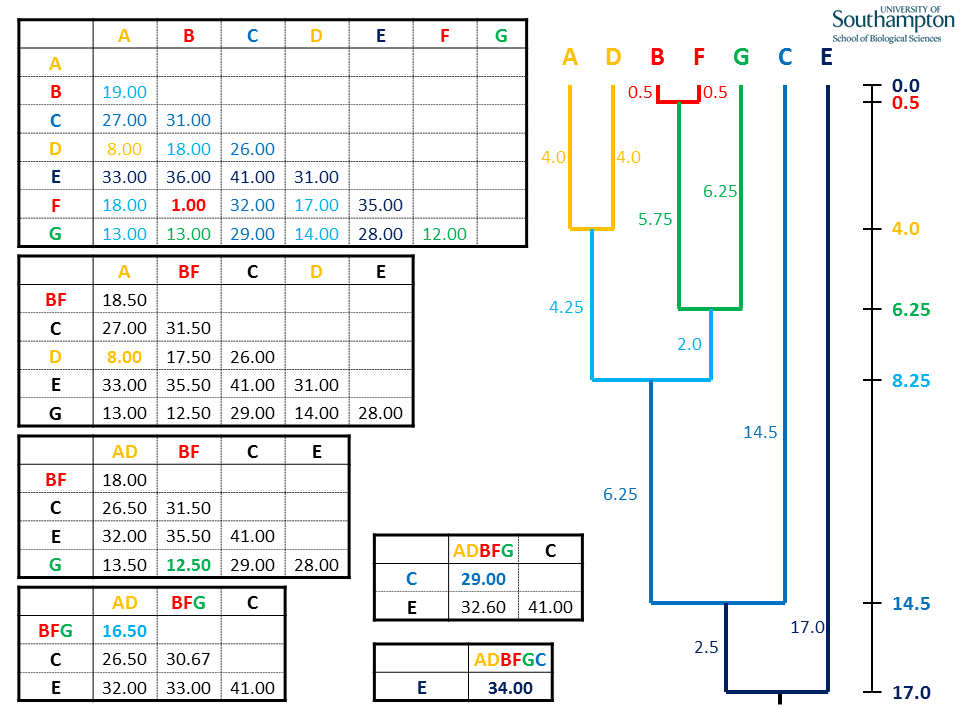 UNIVERSITY OF
Southampton
School of Biological Sciences
A B C D E F G
A
B 19.00
C 27.00 31.00
D 8.00 18.00 26.00
E 33.00 36.00 41.00 31.00
F 18.00 1.00 32.00 17.00 35.00
G 13.00 13.00 29.00 14.00 28.00 12.00
A BF C D E
BF 18.50
C 27.00 31.50
D 8.00 17.50 26.00
E 33.00 35.50 41.00 31.00
G 13.00 12.50 29.00 14.00 28.00
AD BF C E
BF 18.00
C 26.50 31.50
E 32.00 35.50 41.00
G 13.50 12.50 29.00 28.00
AD BFG C
BFG 16.50
C 26.50 30.67
E 32.00 33.00 41.00
ADBFG C
C 29.00
E 32.60 41.00
ADBFGC
E 34.00
A D B F G C E
0.5 0.5
4.0 4.0
6.25
5.75
4.25
2.0
14.5
6.25
17.0
2.5
0.0
0.5
4.0
6.25
8.25
14.5
17.0